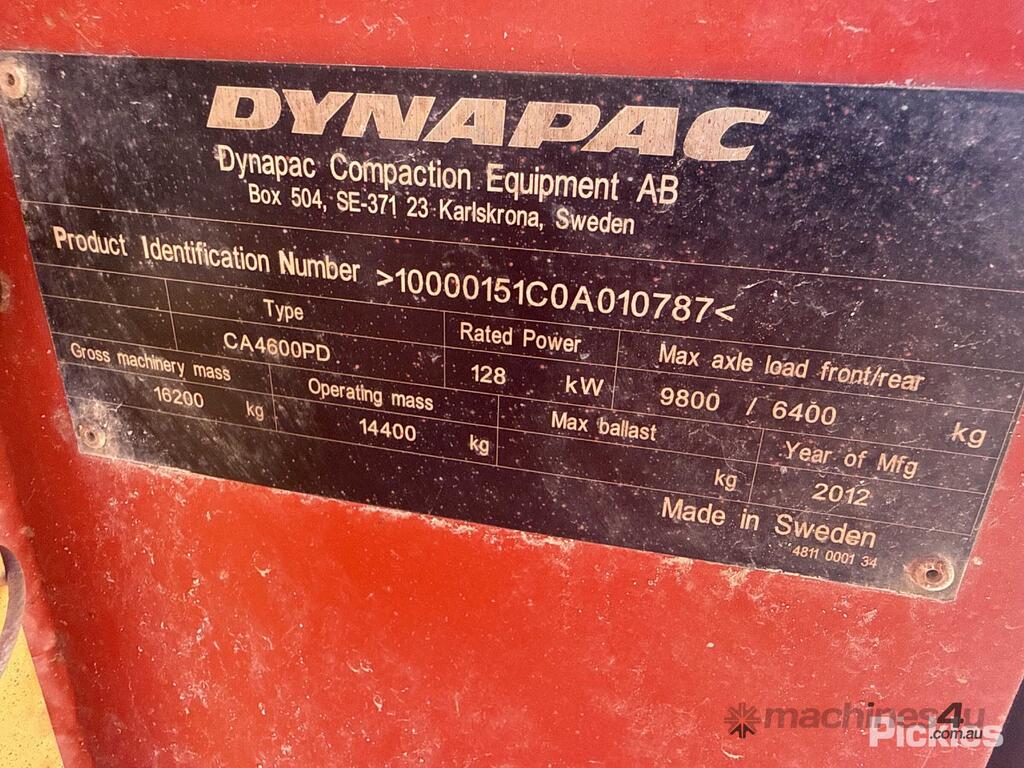 DYNAPAC
Dynapac Compaction Equipment AB
Box 504, SE-371 23 Karlskrona, Sweden
Product Identification Number >10000151C0A010787<
Type Rated Power Max axle load front/rear
CA4600PD 128 kW 9800 / 6400 kg
Gross machinery mass Operating mass Max ballast Year of Mfg
16200 kg 14400 kg kg 2012
Made in Sweden
4811 0001 34
machines4u
.com.au
Pickles